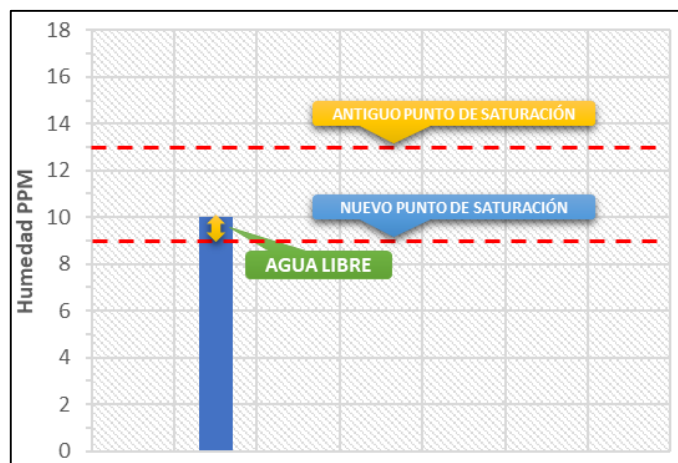 18
16
ANTIGUO PUNTO DE SATURACIÓN
14
12
NUEVO PUNTO DE SATURACIÓN
10
AGUA LIBRE
8
6
4
2
0
Humedad PPM